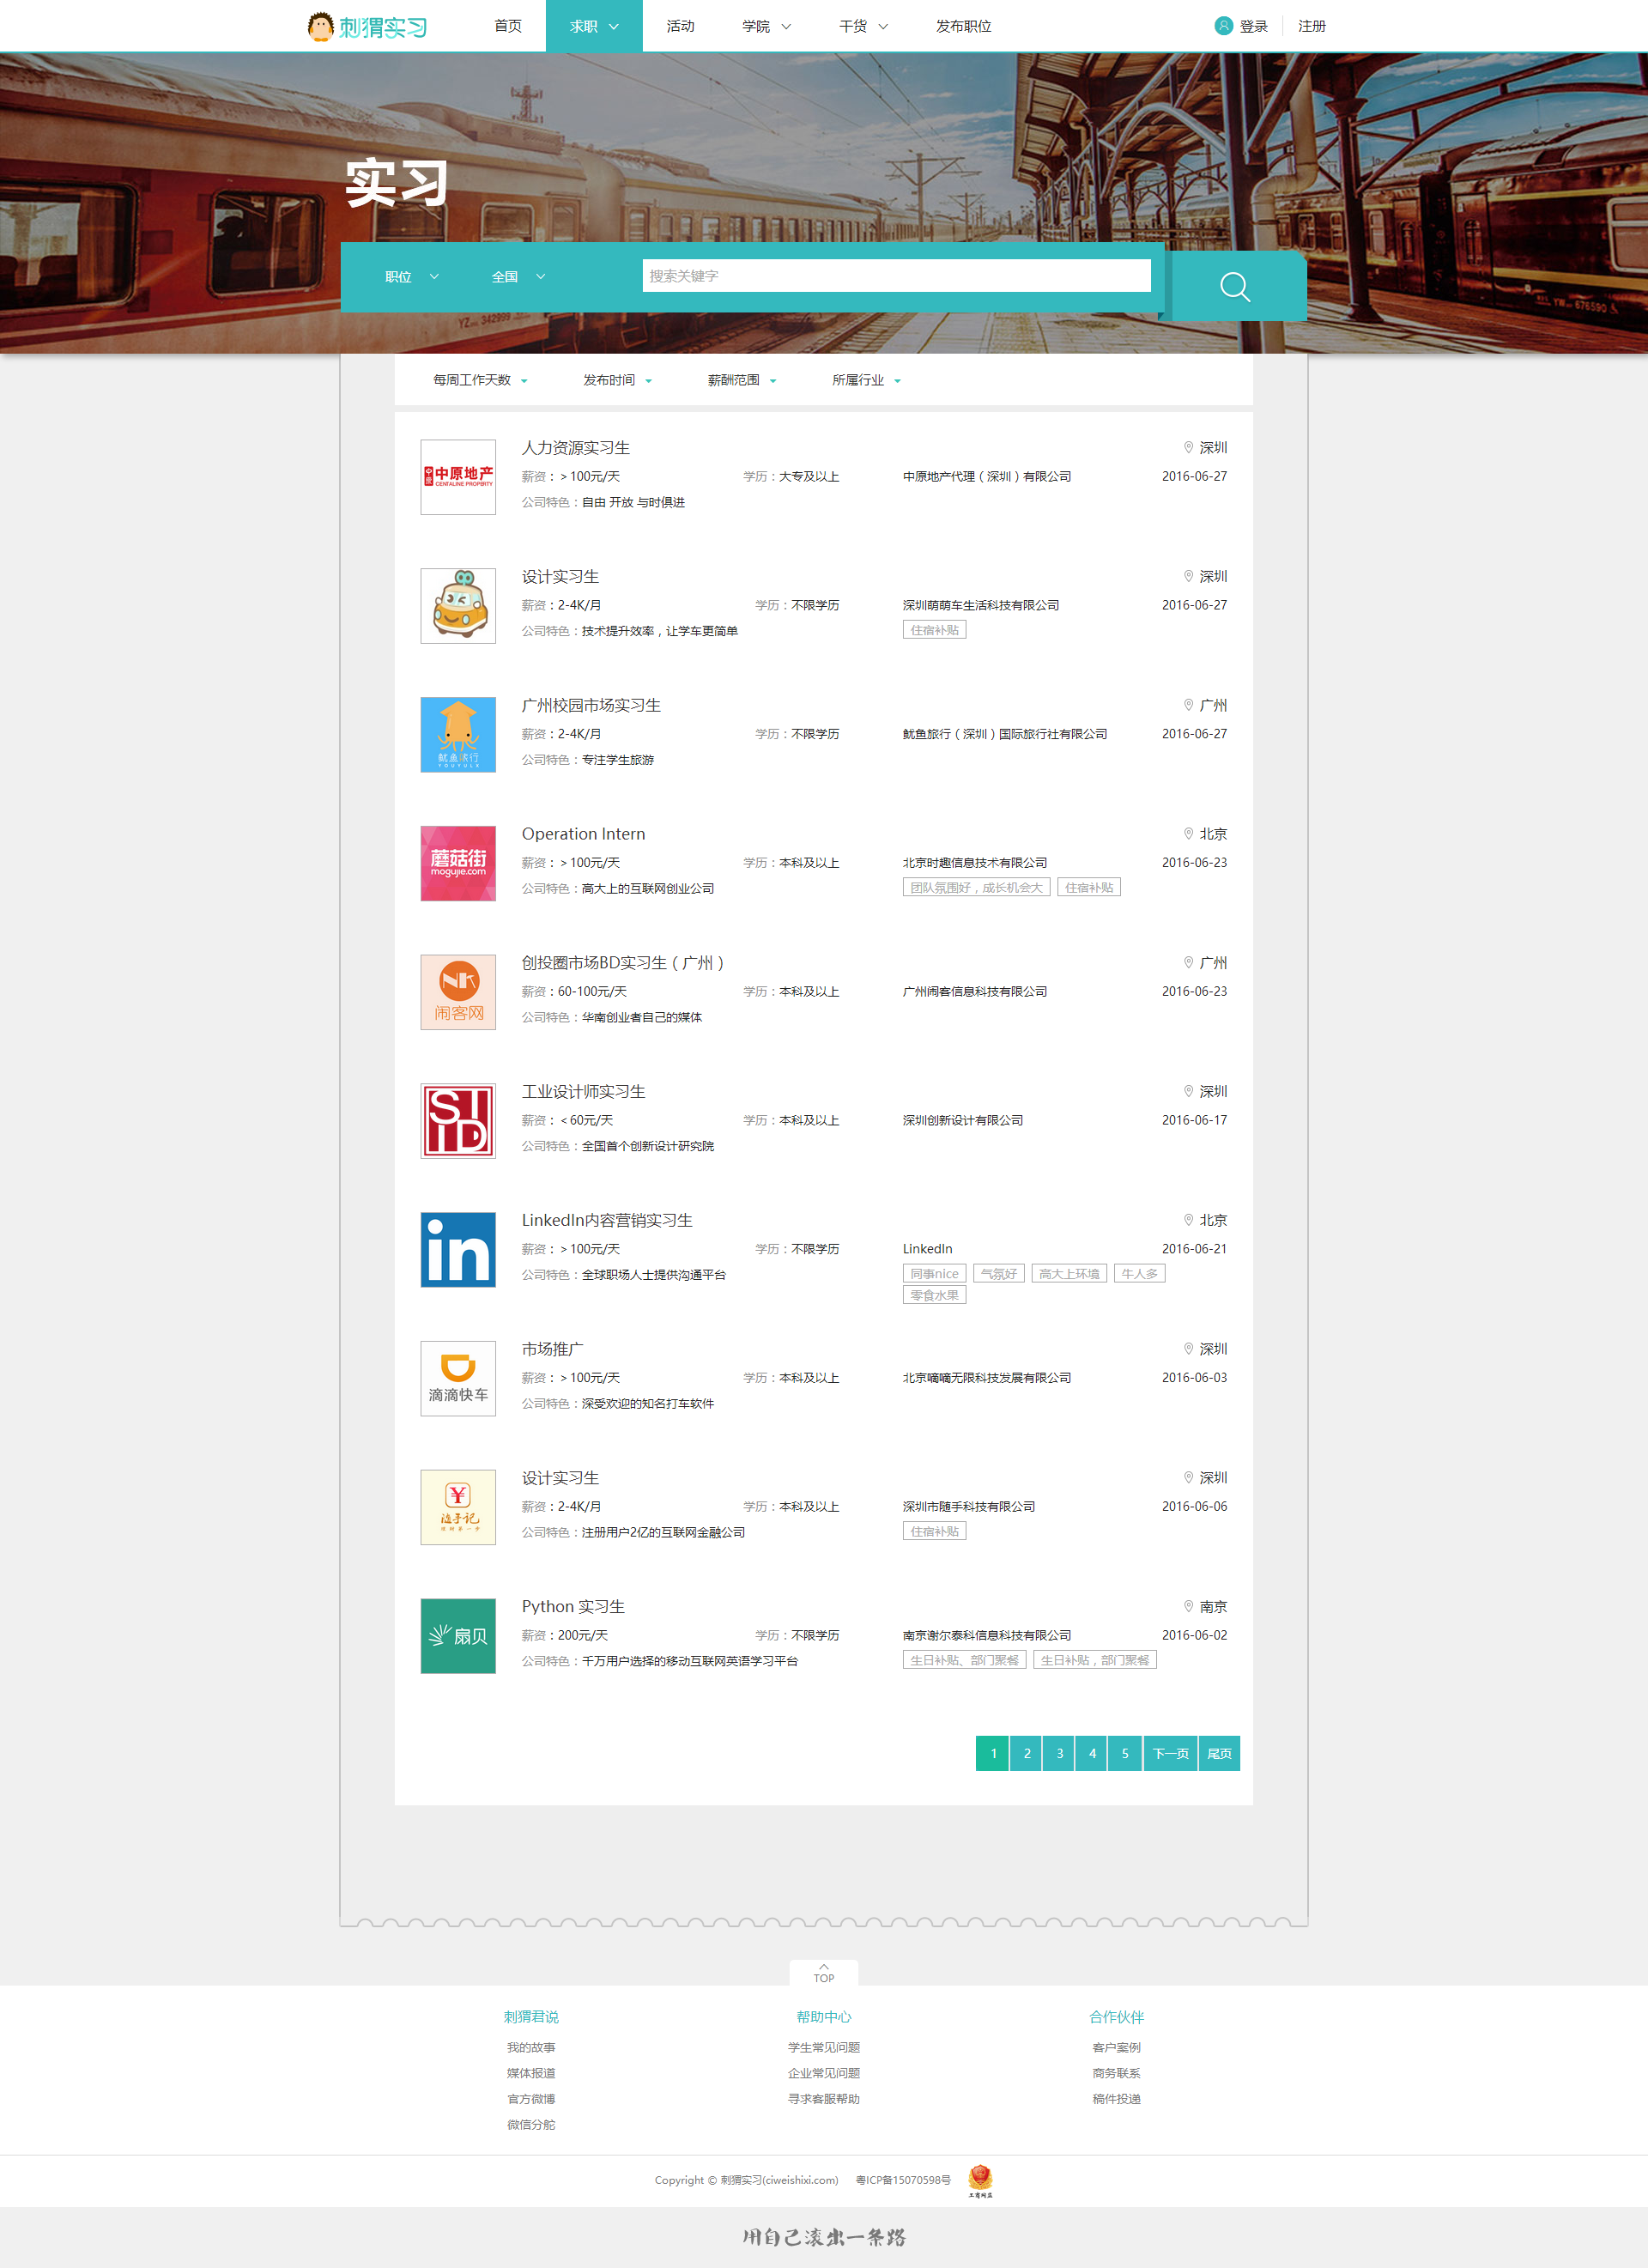 刺猬实习 首页 求职 活动 学院 干货 发布职位 登录 注册
实习
职位 全国 搜索关键字
YZ 342999
676590
每周工作天数 发布时间 薪酬范围 所属行业
中原地产
CENTALINE PROPERTY
人力资源实习生 深圳
薪资：＞100元/天 学历：大专及以上 中原地产代理（深圳）有限公司 2016-06-27
公司特色：自由 开放 与时俱进
设计实习生 深圳
薪资：2-4K/月 学历：不限学历 深圳萌萌车生活科技有限公司 2016-06-27
公司特色：技术提升效率，让学车更简单 住宿补贴
鱿鱼旅行
广州校园市场实习生 广州
薪资：2-4K/月 学历：不限学历 鱿鱼旅行（深圳）国际旅行社有限公司 2016-06-27
公司特色：专注学生旅游
蘑菇街
mogujie.com
Operation Intern 北京
薪资：＞100元/天 学历：本科及以上 北京时趣信息技术有限公司 2016-06-23
公司特色：高大上的互联网创业公司 团队氛围好，成长机会大 住宿补贴
NK
闹客网
创投圈市场BD实习生（广州） 广州
薪资：60-100元/天 学历：本科及以上 广州闹客信息科技有限公司 2016-06-23
公司特色：华南创业者自己的媒体
工业设计师实习生 深圳
薪资：＜60元/天 学历：本科及以上 深圳创新设计有限公司 2016-06-17
公司特色：全国首个创新设计研究院
in
LinkedIn内容营销实习生 北京
薪资：＞100元/天 学历：不限学历 LinkedIn 2016-06-21
公司特色：全球职场人士提供沟通平台 同事nice 气氛好 高大上环境 牛人多
零食水果
滴滴快车
市场推广 深圳
薪资：＞100元/天 学历：本科及以上 北京嘀嘀无限科技发展有限公司 2016-06-03
公司特色：深受欢迎的知名打车软件
随手记
设计实习生 深圳
薪资：2-4K/月 学历：本科及以上 深圳市随手科技有限公司 2016-06-06
公司特色：注册用户2亿的互联网金融公司 住宿补贴
扇贝
Python 实习生 南京
薪资：200元/天 学历：不限学历 南京谢尔泰科信息科技有限公司 2016-06-02
公司特色：千万用户选择的移动互联网英语学习平台 生日补贴、部门聚餐 生日补贴，部门聚餐
1 2 3 4 5 下一页 尾页
TOP
刺猬君说 帮助中心 合作伙伴
我的故事 学生常见问题 客户案例
媒体报道 企业常见问题 商务联系
官方微博 寻求客服帮助 稿件投递
微信分舵
Copyright © 刺猬实习(ciweishixi.com) 粤ICP备15070598号
用自己滚出一条路